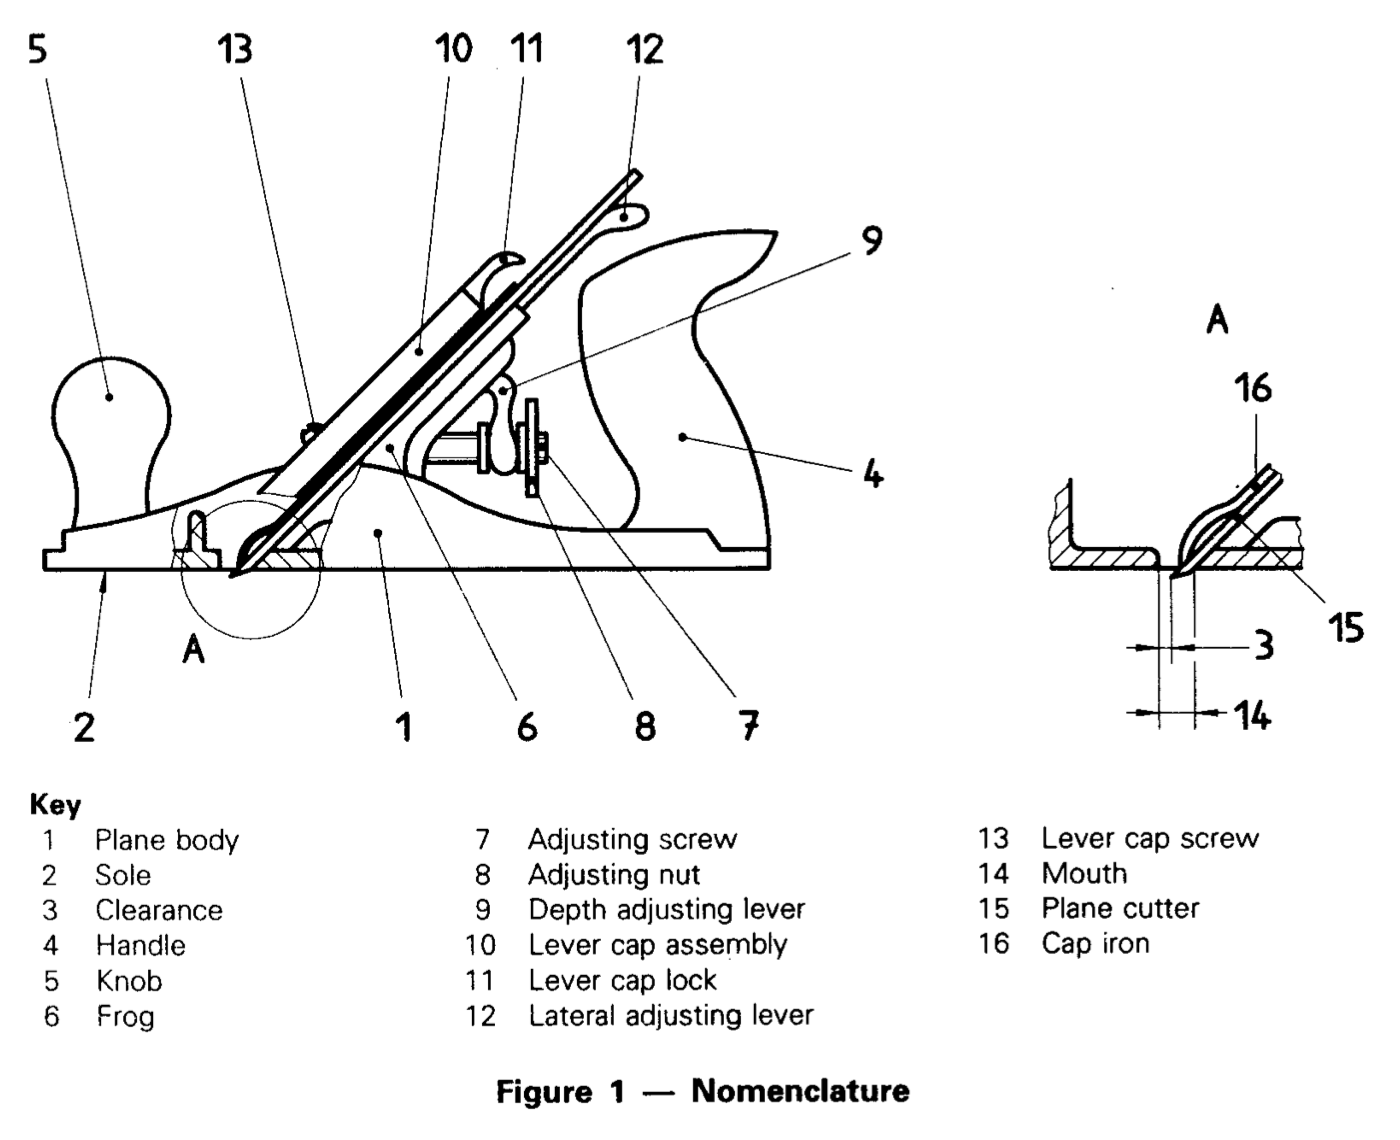 5 13 10 11 12
9
A
16
4
15
A
3
2 1 6 8 7 14
Key
1 Plane body
2 Sole
3 Clearance
4 Handle
5 Knob
6 Frog
7 Adjusting screw
8 Adjusting nut
9 Depth adjusting lever
10 Lever cap assembly
11 Lever cap lock
12 Lateral adjusting lever
13 Lever cap screw
14 Mouth
15 Plane cutter
16 Cap iron
Figure 1 — Nomenclature